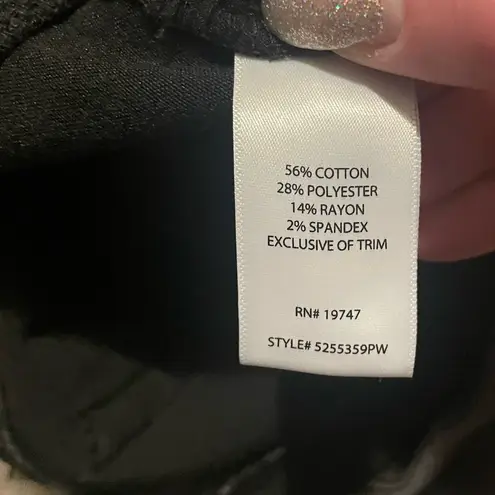 56% COTTON
28% POLYESTER
14% RAYON
2% SPANDEX
EXCLUSIVE OF TRIM
RN# 19747
STYLE# 5255359PW